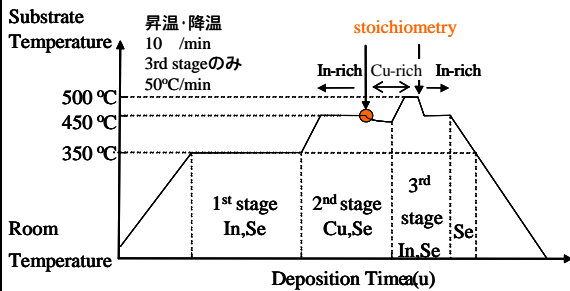 Substrate
Temperature
昇温・降温
10　/min
3rd stageのみ
50ºC/min
stoichiometry
In-rich
Cu-rich
In-rich
500 ºC
450 ºC
350 ºC
1st stage
In,Se
2nd stage
Cu,Se
3rd
stage
In,Se
Se
Room
Temperature
Deposition Time